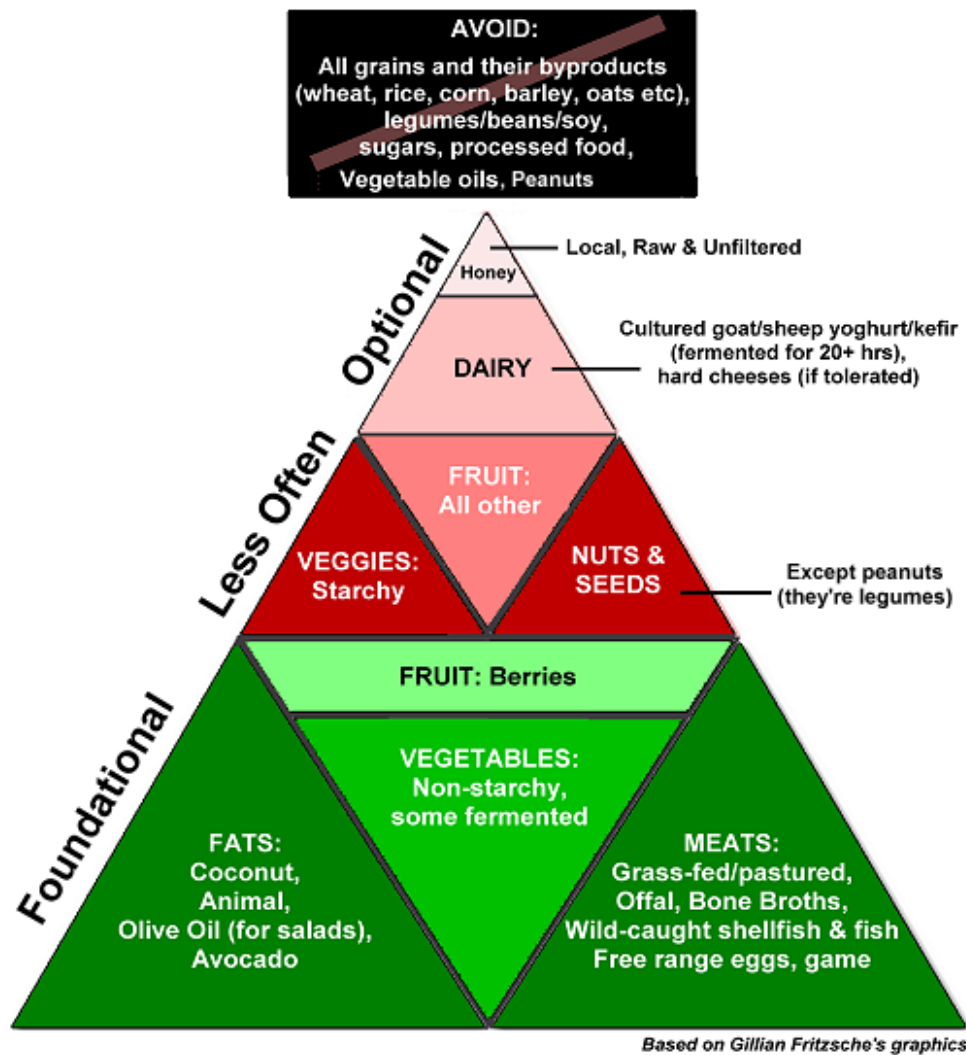 AVOID:
All grains and their byproducts
(wheat, rice, corn, barley, oats etc),
legumes/beans/soy,
sugars, processed food,
Vegetable oils, Peanuts
Optional
Honey
Local, Raw & Unfiltered
DAIRY
Cultured goat/sheep yoghurt/kefir
(fermented for 20+ hrs),
hard cheeses (if tolerated)
Less Often
FRUIT:
All other
VEGGIES:
Starchy
NUTS &
SEEDS
Except peanuts
(they're legumes)
Foundational
FRUIT: Berries
VEGETABLES:
Non-starchy,
some fermented
FATS:
Coconut,
Animal,
Olive Oil (for salads),
Avocado
MEATS:
Grass-fed/pastured,
Offal, Bone Broths,
Wild-caught shellfish & fish
Free range eggs, game
Based on Gillian Fritzsche's graphics